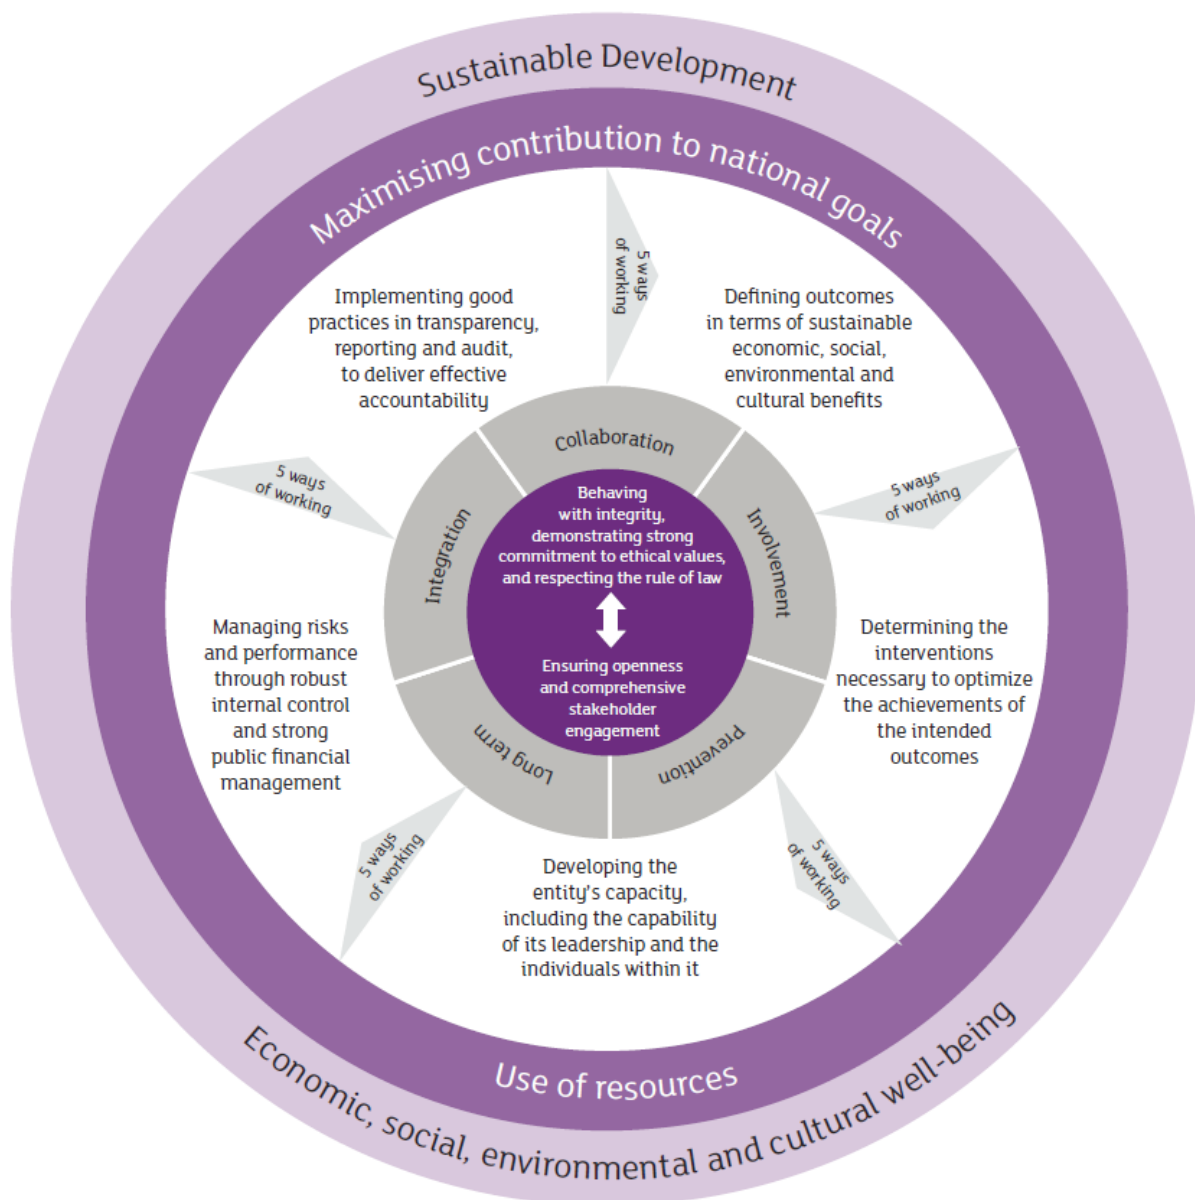 Sustainable Development
Maximising contribution to national goals
5 ways
of working
Implementing good
practices in transparency,
reporting and audit,
to deliver effective
accountability
Defining outcomes
in terms of sustainable
economic, social,
environmental and
cultural benefits
Collaboration
5 ways
of working
5 ways
of working
Integration
Involvement
Behaving
with integrity,
demonstrating strong
commitment to ethical values,
and respecting the rule of law
Ensuring openness
and comprehensive
stakeholder
engagement
Managing risks
and performance
through robust
internal control
and strong
public financial
management
Determining the
interventions
necessary to optimize
the achievements of
the intended
outcomes
Long term
Prevention
5 ways
of working
5 ways
of working
Developing the
entity's capacity,
including the capability
of its leadership and the
individuals within it
Use of resources
Economic, social, environmental and cultural well-being